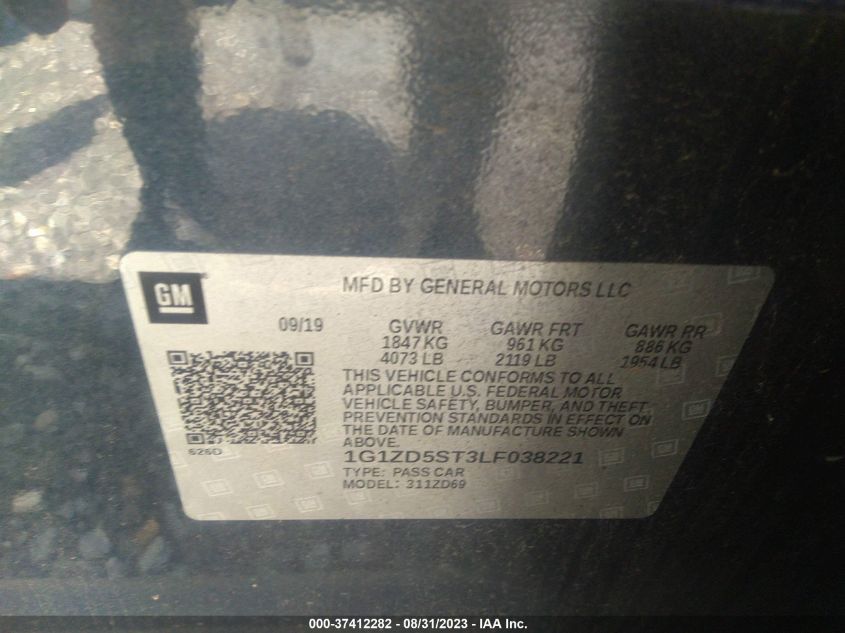 GM
MFD BY GENERAL MOTORS LLC
09/19 GVWR GAWR FRT GAWR RR
1847 KG 961 KG 886 KG
4073 LB 2119 LB 1954 LB
THIS VEHICLE CONFORMS TO ALL
APPLICABLE U.S. FEDERAL MOTOR
VEHICLE SAFETY, BUMPER, AND THEFT
PREVENTION STANDARDS IN EFFECT ON
THE DATE OF MANUFACTURE SHOWN
ABOVE.
626D
1G1ZD5ST3LF038221
TYPE: PASS CAR
MODEL: 311ZD69
000-37412282 - 08/31/2023 - IAA Inc.